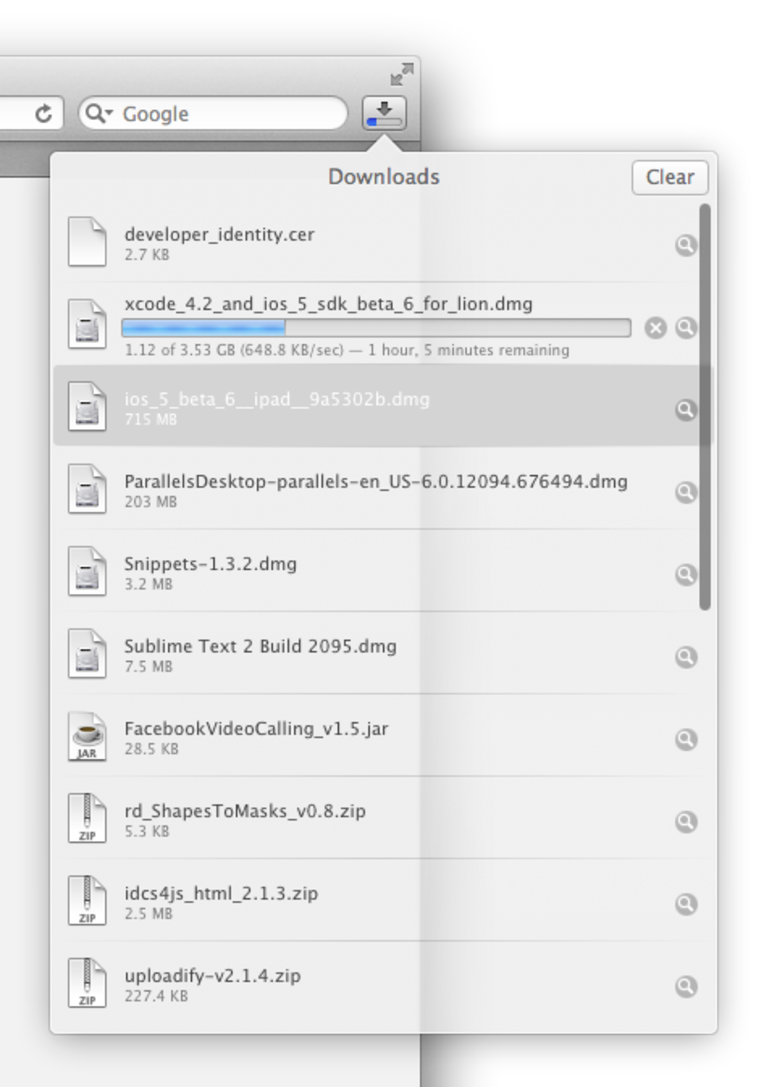 Google
Downloads
Clear
developer_identity.cer
2.7 KB
xcode_4.2_and_ios_5_sdk_beta_6_for_lion.dmg
1.12 of 3.53 GB (648.8 KB/sec) — 1 hour, 5 minutes remaining
ios_5_beta_6__ipad__9a5302b.dmg
715 MB
ParallelsDesktop-parallels-en_US-6.0.12094.676494.dmg
203 MB
Snippets-1.3.2.dmg
3.2 MB
Sublime Text 2 Build 2095.dmg
7.5 MB
FacebookVideoCalling_v1.5.jar
28.5 KB
JAR
rd_ShapesToMasks_v0.8.zip
5.3 KB
ZIP
idcs4js_html_2.1.3.zip
2.5 MB
ZIP
uploadify-v2.1.4.zip
227.4 KB
ZIP